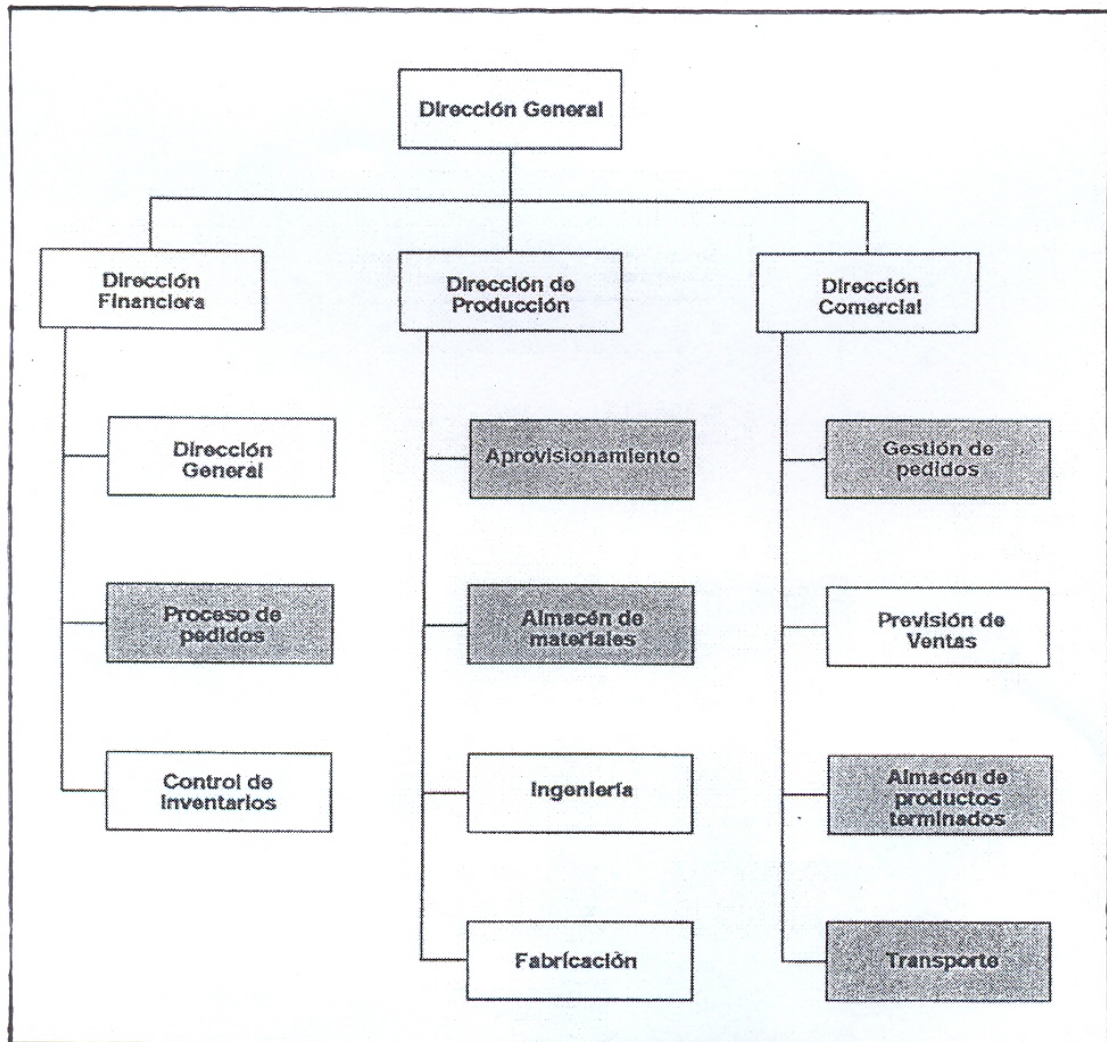 Dirección General
Dirección
Financiera
Dirección de
Producción
Dirección
Comercial
Dirección
General
Aprovisionamiento
Gestión de
pedidos
Proceso de
pedidos
Almacén de
materiales
Previsión de
Ventas
Control de
Inventarios
Ingeniería
Almacén de
productos
terminados
Fabricación
Transporte